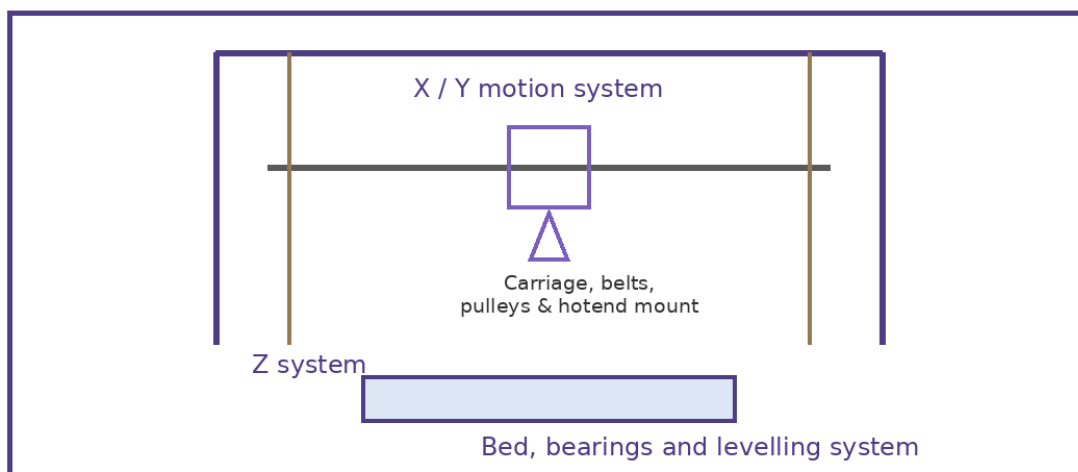 X / Y motion system
Carriage, belts,
pulleys & hotend mount
Z system
Bed, bearings and levelling system